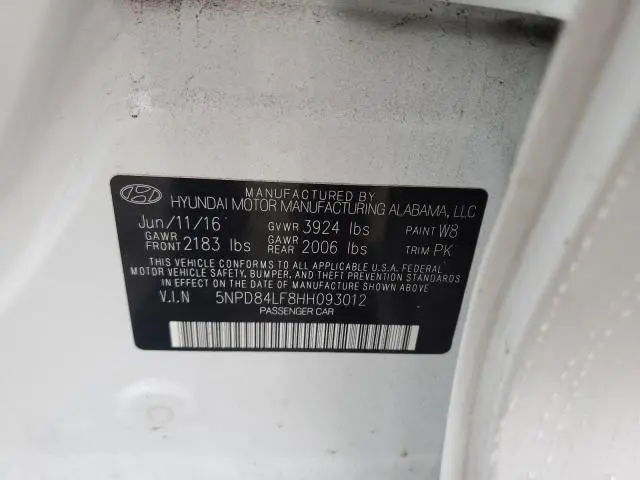 MANUFACTURED BY
HYUNDAI MOTOR MANUFACTURING ALABAMA, LLC
Jun/11/16 GVWR 3924 lbs PAINT W8
GAWR FRONT 2183 lbs GAWR REAR 2006 lbs TRIM PK
THIS VEHICLE CONFORMS TO ALL APPLICABLE U.S.A. FEDERAL
MOTOR VEHICLE SAFETY, BUMPER, AND THEFT PREVENTION STANDARDS
IN EFFECT ON THE DATE OF MANUFACTURE SHOWN ABOVE.
V.I.N 5NPD84LF8HH093012
PASSENGER CAR